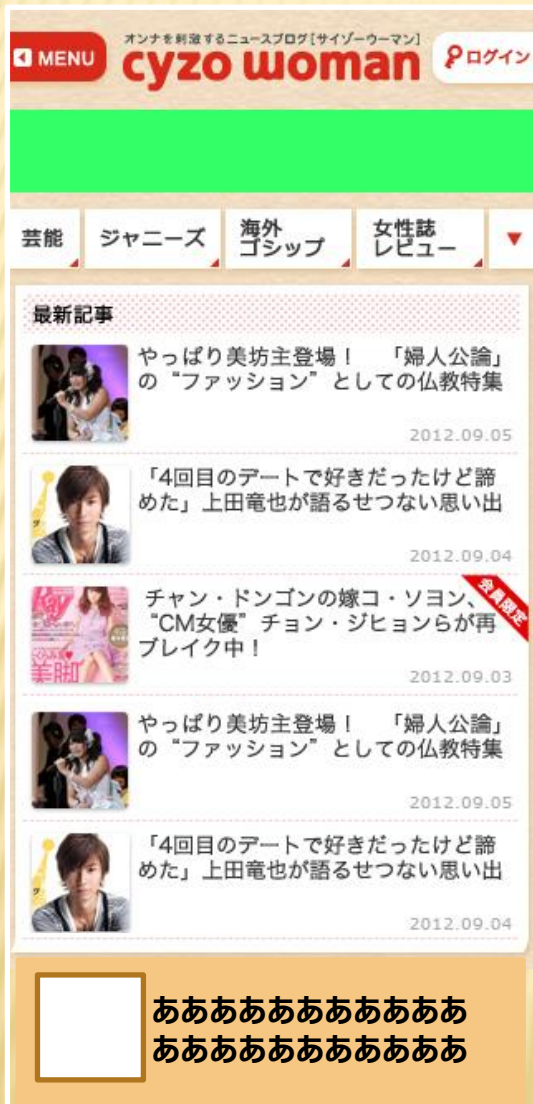 オンナを刺激するニュースブログ[サイゾーウーマン]
MENU
cyzo woman
ログイン
芸能
ジャニーズ
海外
ゴシップ
女性誌
レビュー
▼
最新記事
やっぱり美坊主登場！　「婦人公論」
の“ファッション”としての仏教特集
2012.09.05
「4回目のデートで好きだったけど諦
めた」上田竜也が語るせつない思い出
2012.09.04
会員限定
チャン・ドンゴンの嫁コ・ソヨン、
“CM女優”チョン・ジヒョンらが再
ブレイク中！
2012.09.03
Ray
美脚
やっぱり美坊主登場！　「婦人公論」
の“ファッション”としての仏教特集
2012.09.05
「4回目のデートで好きだったけど諦
めた」上田竜也が語るせつない思い出
2012.09.04
あああああああああああ
あああああああああああ